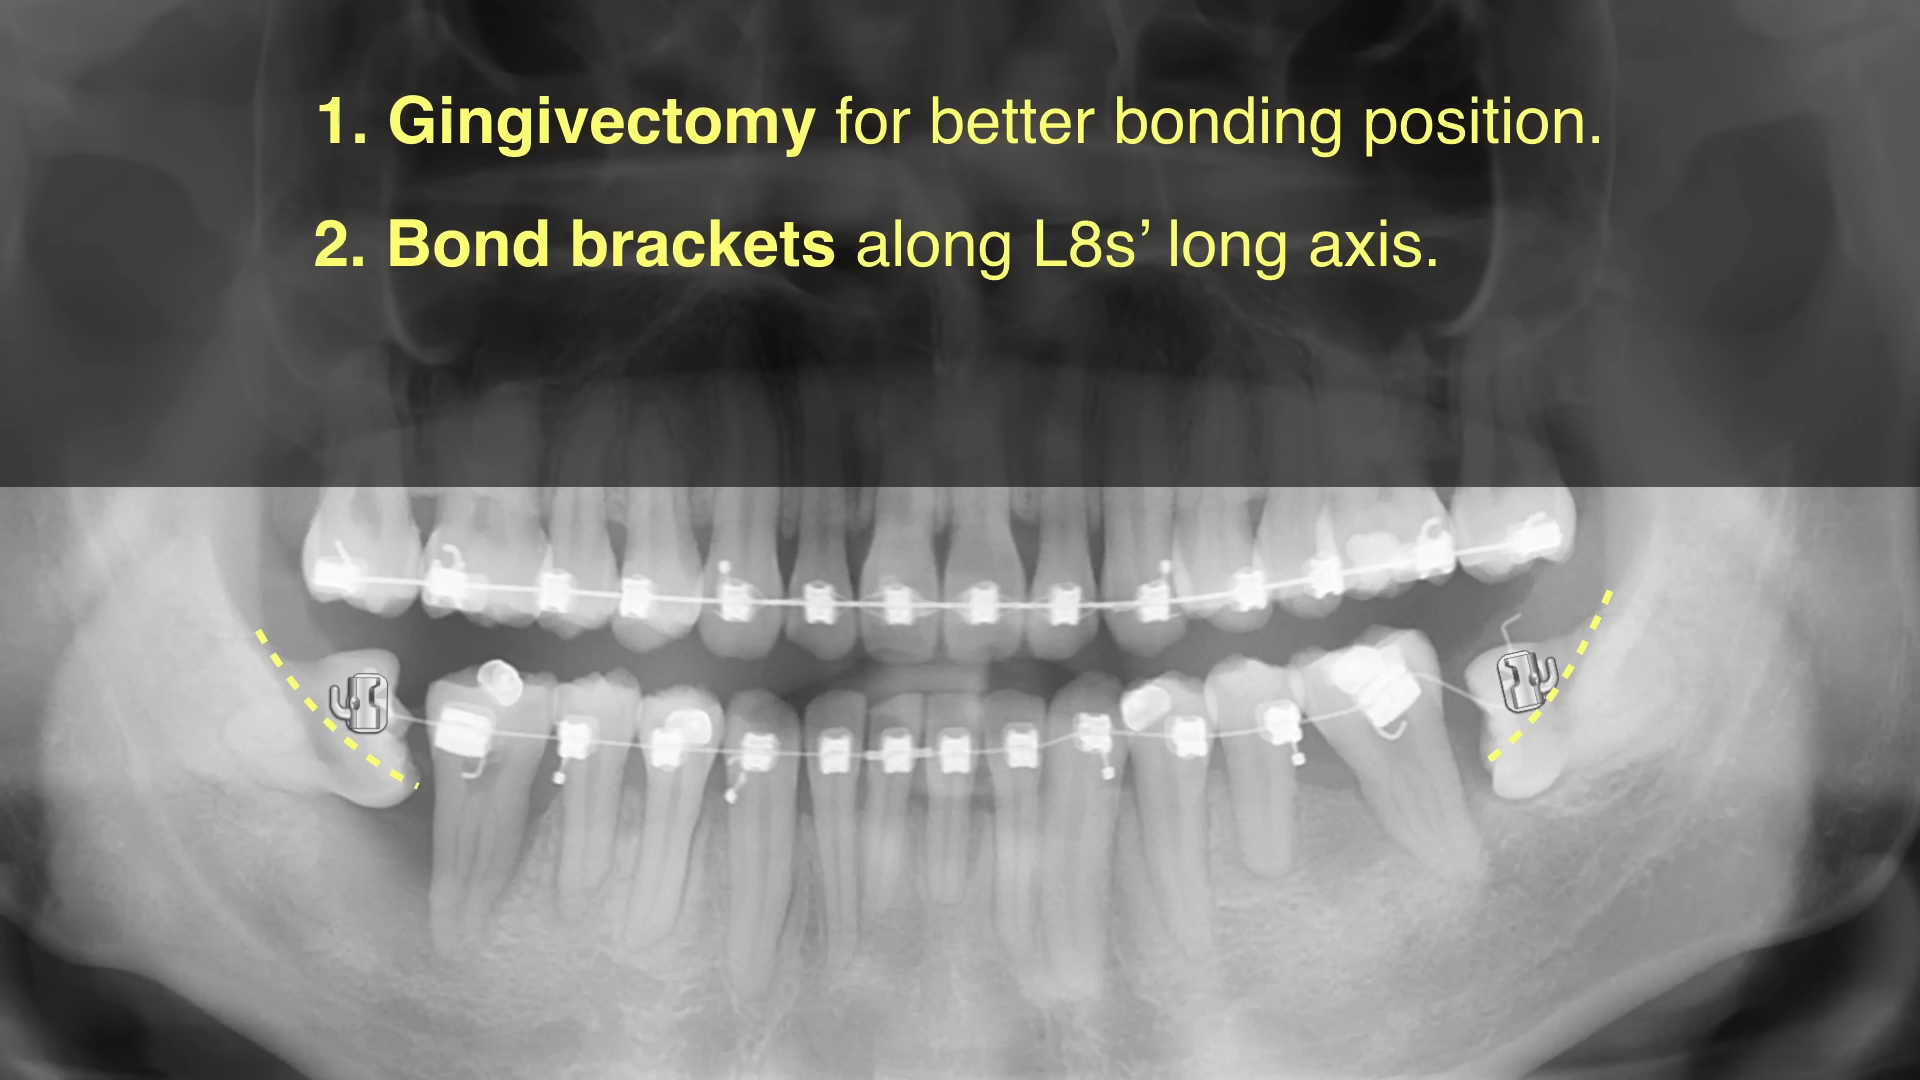 1. Gingivectomy for better bonding position.
2. Bond brackets along L8s’ long axis.